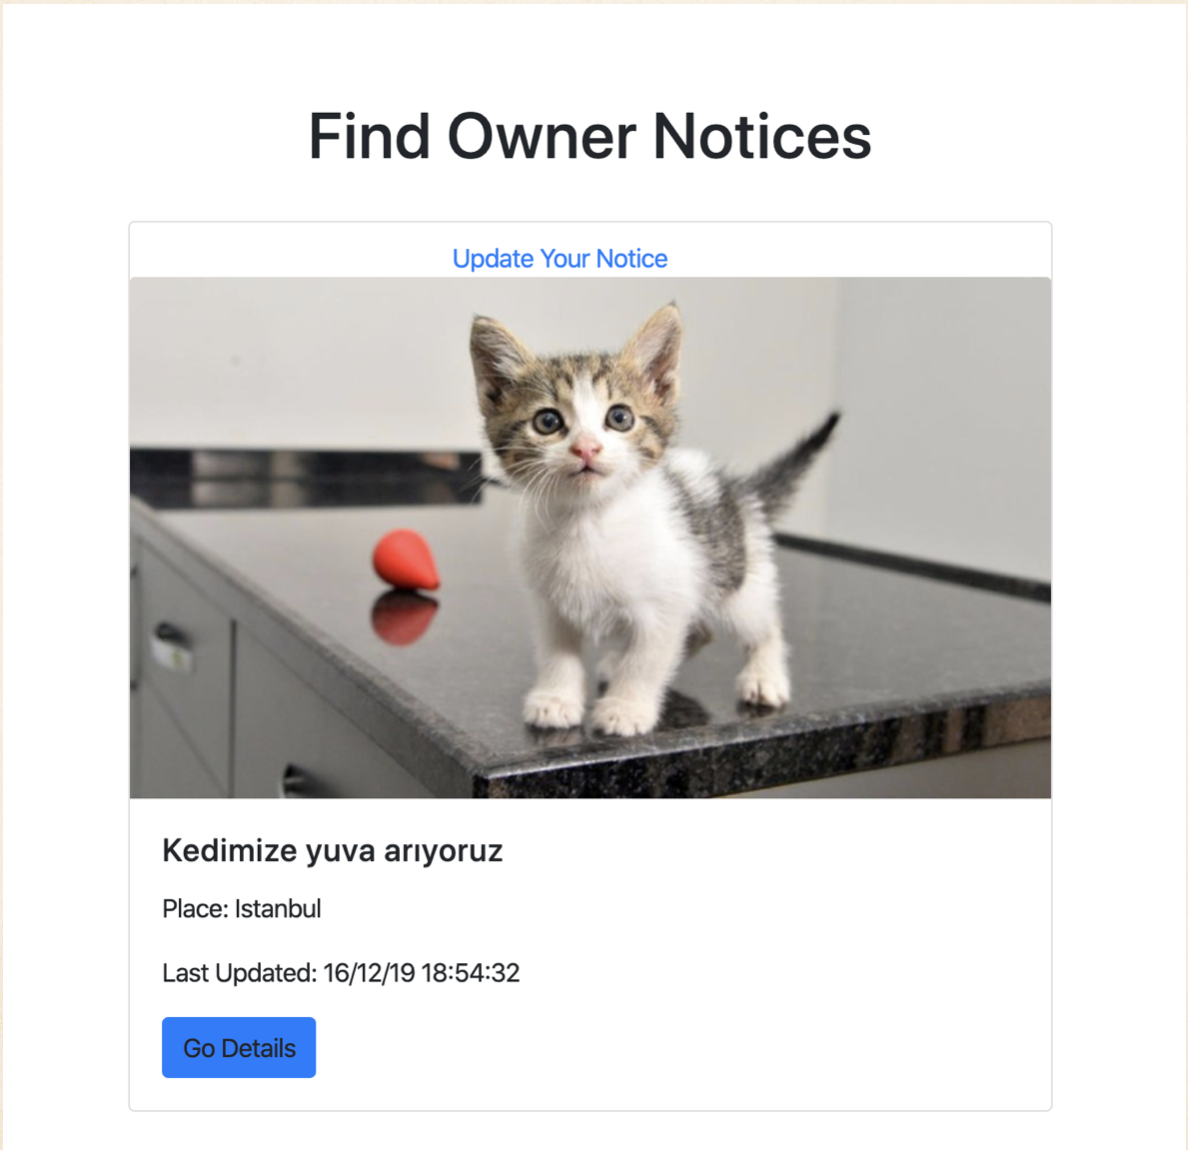 Find Owner Notices
Update Your Notice
Kedimize yuva arıyoruz
Place: Istanbul
Last Updated: 16/12/19 18:54:32
Go Details